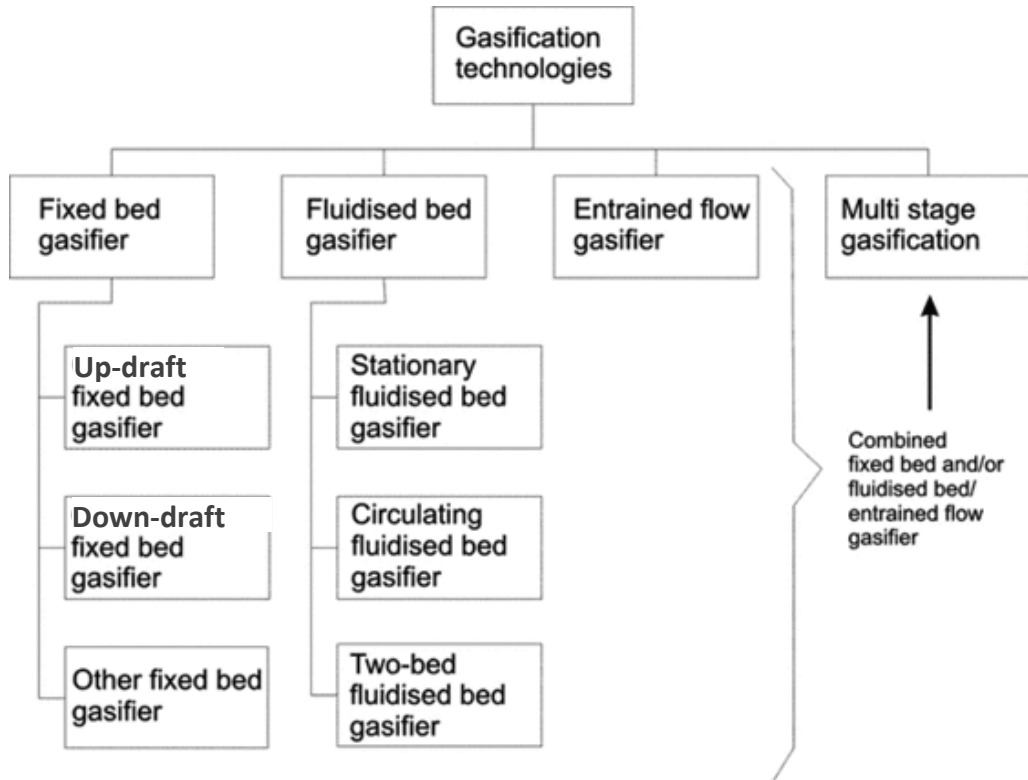 Gasification
technologies
Fixed bed
gasifier
Fluidised bed
gasifier
Entrained flow
gasifier
Multi stage
gasification
Up-draft
fixed bed
gasifier
Down-draft
fixed bed
gasifier
Other fixed bed
gasifier
Stationary
fluidised bed
gasifier
Circulating
fluidised bed
gasifier
Two-bed
fluidised bed
gasifier
Combined
fixed bed and/or
fluidised bed/
entrained flow
gasifier